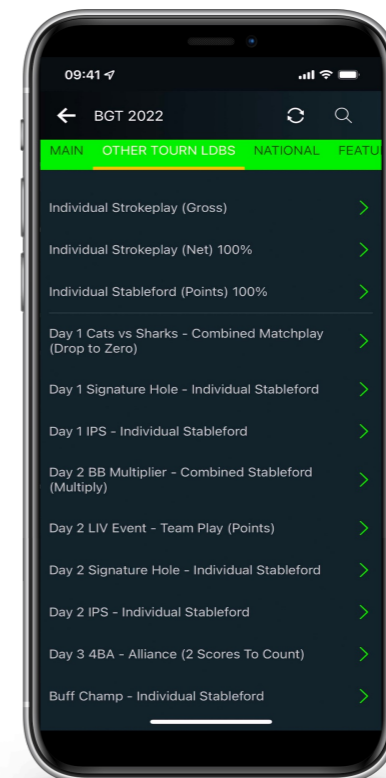 09:41
BGT 2022
MAIN OTHER TOURN LDBS NATIONAL FEATU
Individual Strokeplay (Gross)
Individual Strokeplay (Net) 100%
Individual Stableford (Points) 100%
Day 1 Cats vs Sharks - Combined Matchplay
(Drop to Zero)
Day 1 Signature Hole - Individual Stableford
Day 1 IPS - Individual Stableford
Day 2 BB Multiplier - Combined Stableford
(Multiply)
Day 2 LIV Event - Team Play (Points)
Day 2 Signature Hole - Individual Stableford
Day 2 IPS - Individual Stableford
Day 3 4BA - Alliance (2 Scores To Count)
Buff Champ - Individual Stableford